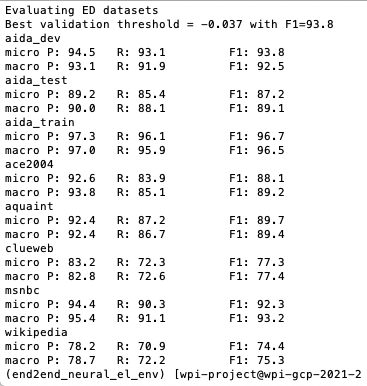 Evaluating ED datasets
Best validation threshold = -0.037 with F1=93.8
aida_dev
micro P: 94.5 R: 93.1 F1: 93.8
macro P: 93.1 R: 91.9 F1: 92.5
aida_test
micro P: 89.2 R: 85.4 F1: 87.2
macro P: 90.0 R: 88.1 F1: 89.1
aida_train
micro P: 97.3 R: 96.1 F1: 96.7
macro P: 97.0 R: 95.9 F1: 96.5
ace2004
micro P: 92.6 R: 83.9 F1: 88.1
macro P: 93.8 R: 85.1 F1: 89.2
aquaint
micro P: 92.4 R: 87.2 F1: 89.7
macro P: 92.4 R: 86.7 F1: 89.4
clueweb
micro P: 83.2 R: 72.3 F1: 77.3
macro P: 82.8 R: 72.6 F1: 77.4
msnbc
micro P: 94.4 R: 90.3 F1: 92.3
macro P: 95.4 R: 91.1 F1: 93.2
wikipedia
micro P: 78.2 R: 70.9 F1: 74.4
macro P: 78.7 R: 72.2 F1: 75.3
(end2end_neural_el_env) [wpi-project@wpi-gcp-2021-2